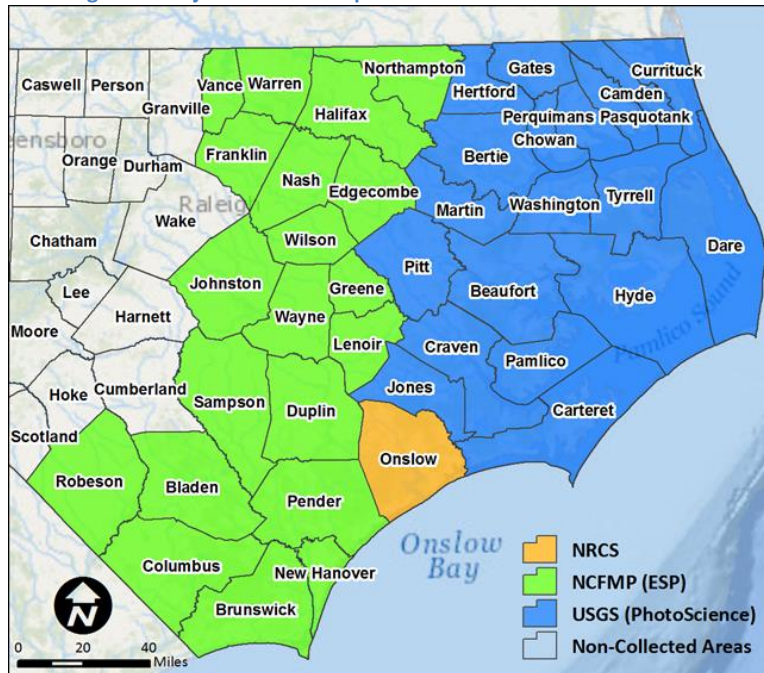 Caswell
Person
Granville
Vance
Warren
Northampton
Gates
Currituck
Hertford
Camden
Halifax
Perquimans
Pasquotank
Chowan
Orange
Durham
Franklin
Bertie
Nash
Edgecombe
Raleigh
Wake
Martin
Washington
Tyrrell
Chatham
Wilson
Pitt
Dare
Lee
Johnston
Greene
Beaufort
Hyde
Harnett
Wayne
Moore
Lenoir
Craven
Pamlico
Pamlico Sound
Hoke
Cumberland
Sampson
Duplin
Jones
Carteret
Scotland
Onslow
Robeson
Bladen
Pender
Onslow
Bay
Columbus
New Hanover
Brunswick
NRCS
NCFMP (ESP)
USGS (PhotoScience)
Non-Collected Areas
N
0 20 40
Miles